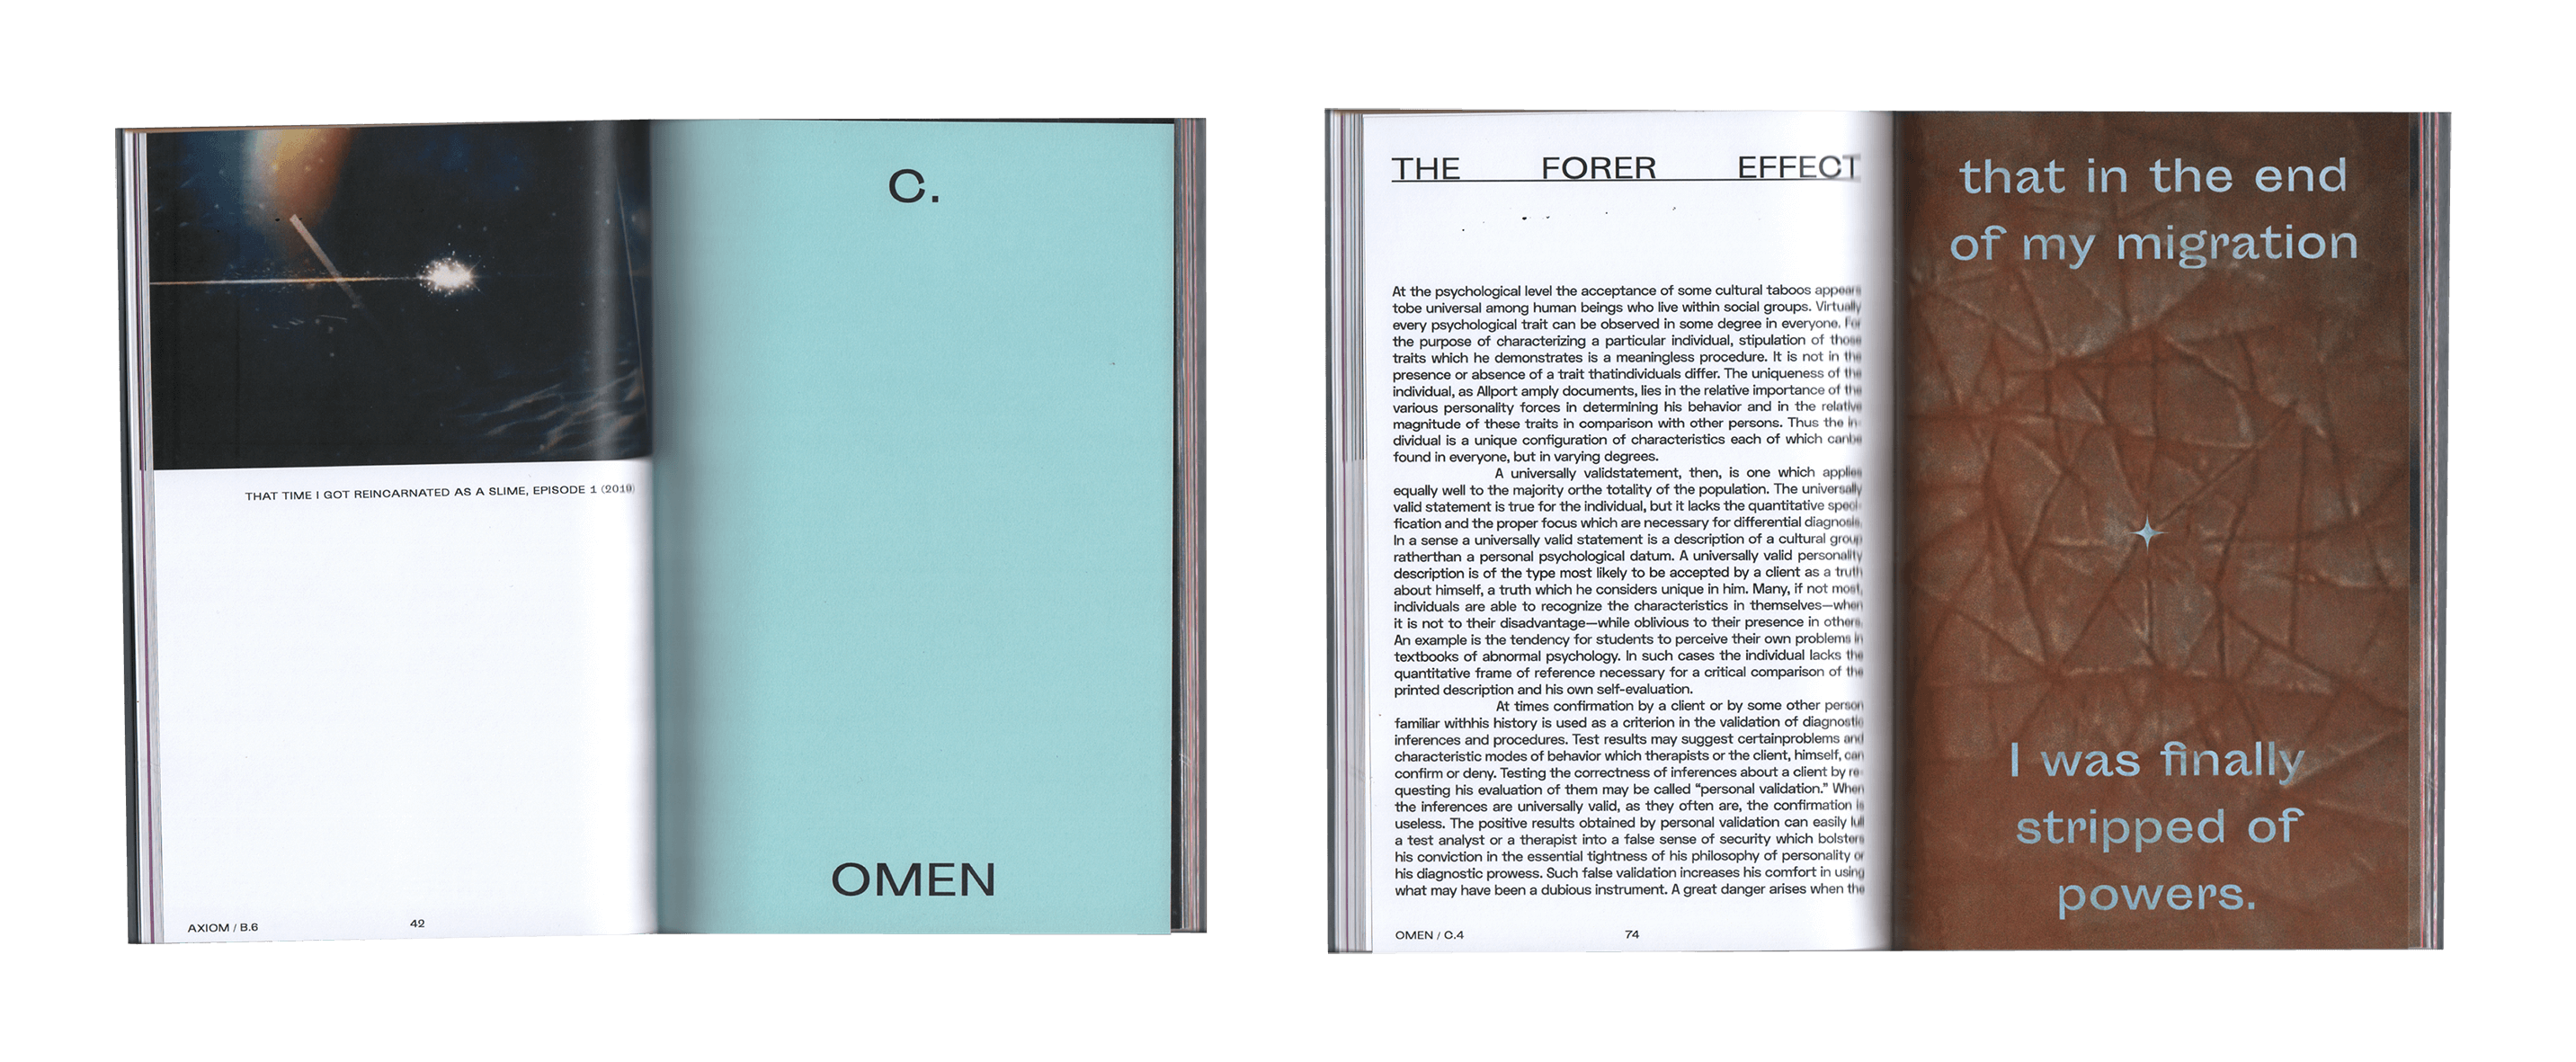 THAT TIME I GOT REINCARNATED AS A SLIME, EPISODE 1 (2019)
AXIOM / B.6
42
C.
OMEN
THE FORER EFFECT
At the psychological level the acceptance of some cultural taboos appears
tobe universal among human beings who live within social groups. Virtually
every psychological trait can be observed in some degree in everyone. For
the purpose of characterizing a particular individual, stipulation of those
traits which he demonstrates is a meaningless procedure. It is not in the
presence or absence of a trait thatindividuals differ. The uniqueness of the
individual, as Allport amply documents, lies in the relative importance of the
various personality forces in determining his behavior and in the relative
magnitude of these traits in comparison with other persons. Thus the in-
dividual is a unique configuration of characteristics each of which canbe
found in everyone, but in varying degrees.
A universally validstatement, then, is one which applies
equally well to the majority orthe totality of the population. The universally
valid statement is true for the individual, but it lacks the quantitative speci-
fication and the proper focus which are necessary for differential diagnosis.
In a sense a universally valid statement is a description of a cultural group
ratherthan a personal psychological datum. A universally valid personality
description is of the type most likely to be accepted by a client as a truth
about himself, a truth which he considers unique in him. Many, if not most,
individuals are able to recognize the characteristics in themselves—when
it is not to their disadvantage—while oblivious to their presence in others.
An example is the tendency for students to perceive their own problems in
textbooks of abnormal psychology. In such cases the individual lacks the
quantitative frame of reference necessary for a critical comparison of the
printed description and his own self-evaluation.
At times confirmation by a client or by some other person
familiar withhis history is used as a criterion in the validation of diagnostic
inferences and procedures. Test results may suggest certainproblems and
characteristic modes of behavior which therapists or the client, himself, can
confirm or deny. Testing the correctness of inferences about a client by re-
questing his evaluation of them may be called “personal validation.” When
the inferences are universally valid, as they often are, the confirmation is
useless. The positive results obtained by personal validation can easily lull
a test analyst or a therapist into a false sense of security which bolsters
his conviction in the essential tightness of his philosophy of personality or
his diagnostic prowess. Such false validation increases his comfort in using
what may have been a dubious instrument. A great danger arises when the
OMEN / C.4
74
that in the end
of my migration
I was finally
stripped of
powers.